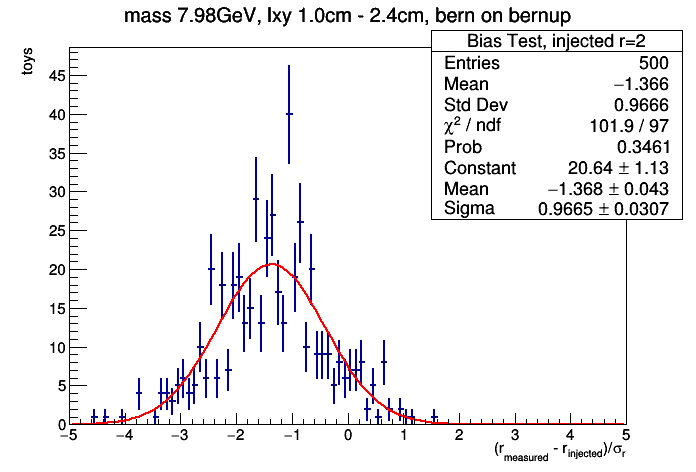 mass 7.98GeV, lxy 1.0cm - 2.4cm, bern on bernup
Bias Test, injected r=2
Entries 500
Mean −1.366
Std Dev 0.9666
χ² / ndf 101.9 / 97
Prob 0.3461
Constant 20.64 ± 1.13
Mean −1.368 ± 0.043
Sigma 0.9665 ± 0.0307
toys
45
40
35
30
25
20
15
10
5
0
−5 −4 −3 −2 −1 0 1 2 3 4 5
(r_measured - r_injected)/σ_r